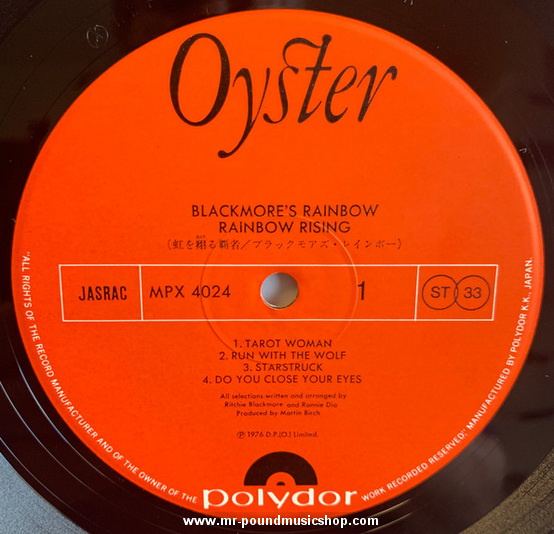 Oyster
BLACKMORE'S RAINBOW
RAINBOW RISING
(虹を翔る覇者/ブラックモアズ・レインボー)
JASRAC
MPX 4024
1
ST 33
1. TAROT WOMAN
2. RUN WITH THE WOLF
3. STARSTRUCK
4. DO YOU CLOSE YOUR EYES
All selections written and arranged by
Ritchie Blackmore and Ronnie Dio
Produced by Martin Birch
Ⓟ 1976 D.P.(O.) Limited.
"ALL RIGHTS OF THE RECORD MANUFACTURER AND OF THE OWNER OF THE WORK RECORDED RESERVED," MANUFACTURED BY POLYDOR K.K., JAPAN.
polydor
www.mr-poundmusicshop.com